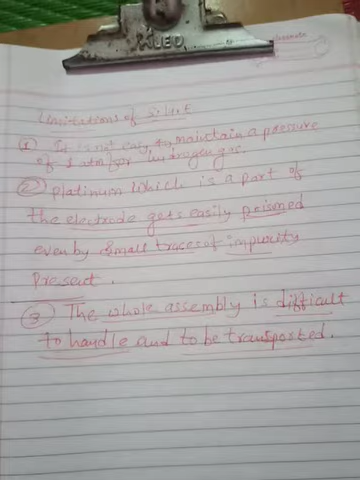 KLEO
classmate
Limitations of S.H.E
① It is not easy to maintain a pressure
of 1 atm for hydrogen gas.
② Platinum which is a part of
the electrode gets easily poisoned
even by small traces of impurity
present.
③ The whole assembly is difficult
to handle and to be transported.